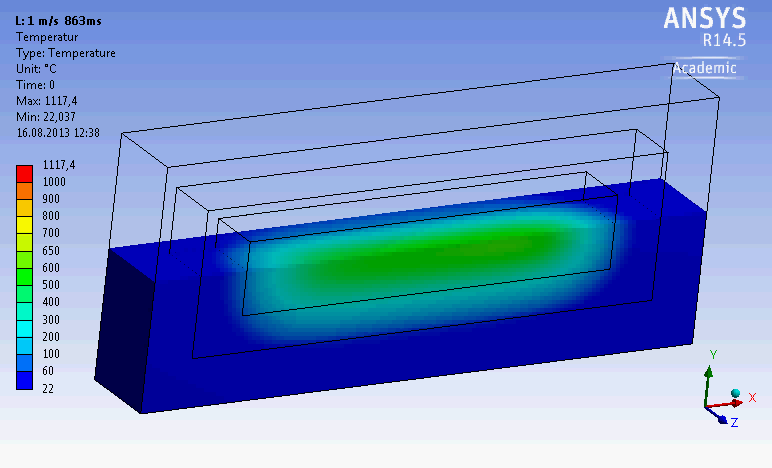 L: 1 m/s 863ms
Temperatur
Type: Temperature
Unit: °C
Time: 0
Max: 1117,4
Min: 22,037
16.08.2013 12:38
ANSYS
R14.5
Academic
1117,4
1000
900
800
700
650
600
500
400
300
200
100
60
22
Y
X
Z